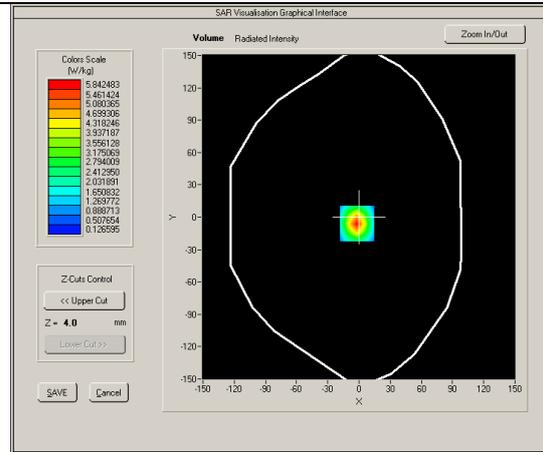 SAR Visualisation Graphical Interface
Volume Radiated Intensity
Zoom In/Out
Colors Scale
(W/kg)
5.842483
5.461424
5.080365
4.699306
4.318246
3.937187
3.556128
3.175069
2.794009
2.412950
2.031891
1.650832
1.269772
0.888713
0.507654
0.126595
Z-Cuts Control
<< Upper Cut
Z = 4.0 mm
Lower Cut >>
SAVE Cancel
150
120
90
60
30
0
-30
-60
-90
-120
-150
Y
-150 -120 -90 -60 -30 0 30 60 90 120 150
X